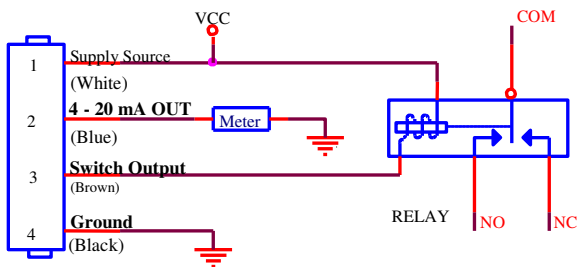 VCC
COM
1
Supply Source
(White)
2
4 - 20 mA OUT
(Blue)
Meter
3
Switch Output
(Brown)
RELAY
NO
NC
4
Ground
(Black)